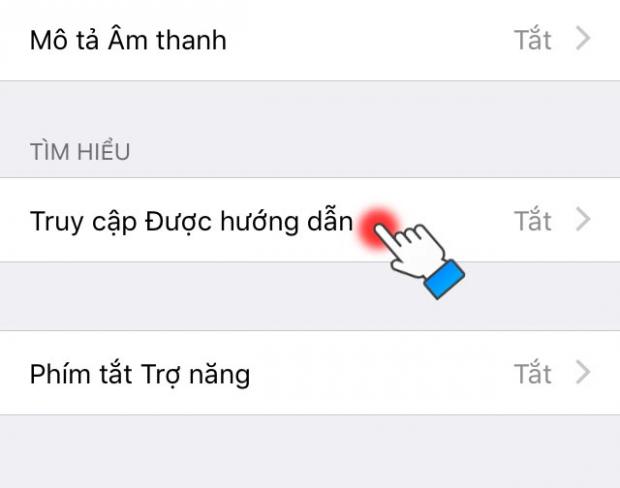 Mô tả Âm thanh Tắt
TÌM HIỂU
Truy cập Được hướng dẫn Tắt
Phím tắt Trợ năng Tắt